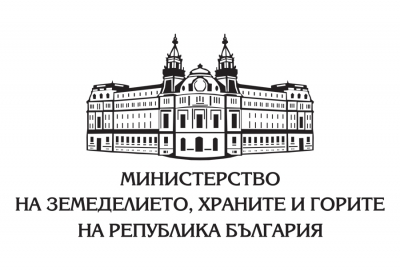 МИНИСТЕРСТВО
НА ЗЕМЕДЕЛИЕТО, ХРАНИТЕ И ГОРИТЕ
НА РЕПУБЛИКА БЪЛГАРИЯ